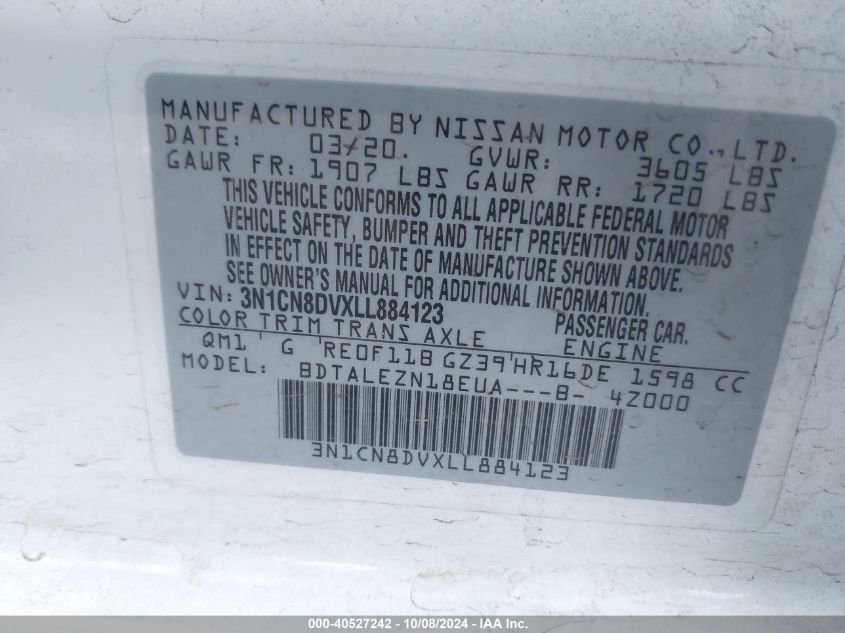 MANUFACTURED BY NISSAN MOTOR CO., LTD.
DATE: 03/20. GVWR: 3605 LBS
GAWR FR: 1907 LBS GAWR RR: 1720 LBS
THIS VEHICLE CONFORMS TO ALL APPLICABLE FEDERAL MOTOR
VEHICLE SAFETY, BUMPER AND THEFT PREVENTION STANDARDS
IN EFFECT ON THE DATE OF MANUFACTURE SHOWN ABOVE.
SEE OWNER'S MANUAL FOR ADDITIONAL INFORMATION.
VIN: 3N1CN8DVXLL884123 PASSENGER CAR.
COLOR TRIM TRANS AXLE ENGINE
QM1 G RE0F11B GZ39 HR16DE 1598 CC
MODEL: BDTALEZN18EUA---B- 4Z000
3N1CN8DVXLL884123
000-40527242 - 10/08/2024 - IAA Inc.